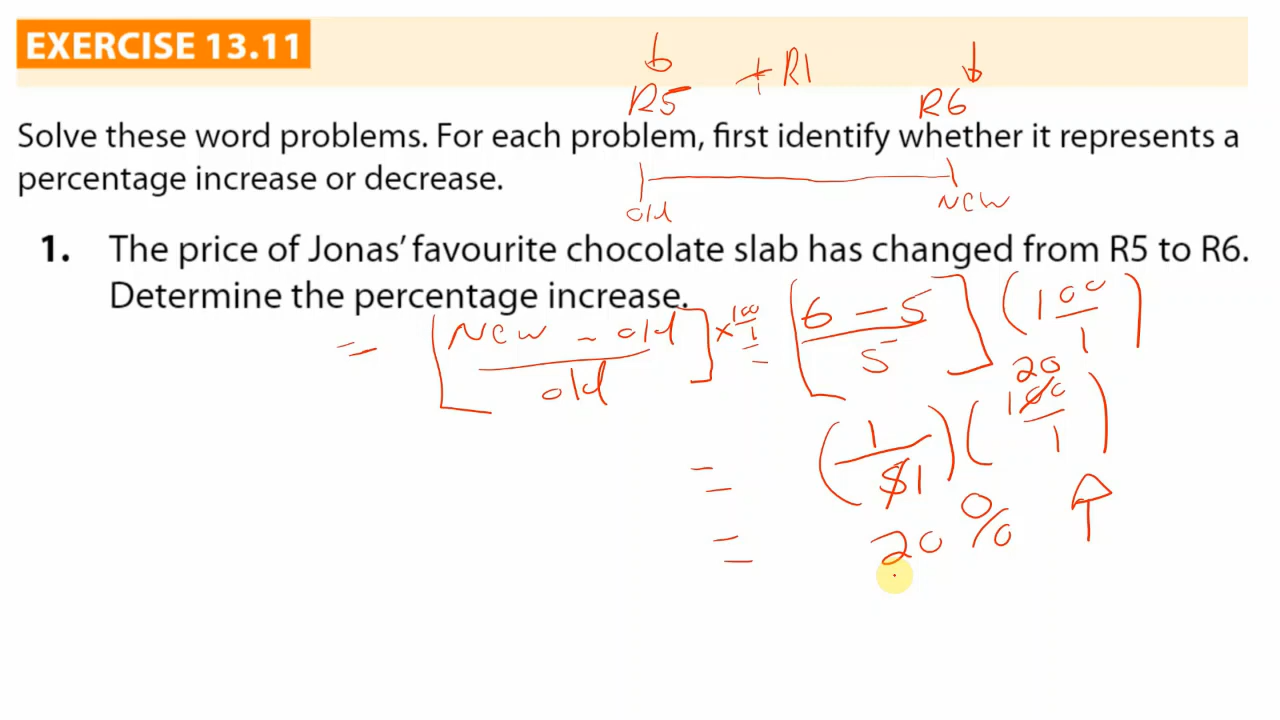 EXERCISE 13.11
R5 +R1 R6
Solve these word problems. For each problem, first identify whether it represents a
percentage increase or decrease.
old new
1. The price of Jonas’ favourite chocolate slab has changed from R5 to R6.
Determine the percentage increase.
= [new - old / old] × 100/1 = [6 - 5 / 5] (100/1)
20
= (1/51) (100/1)
= 20 % ↑